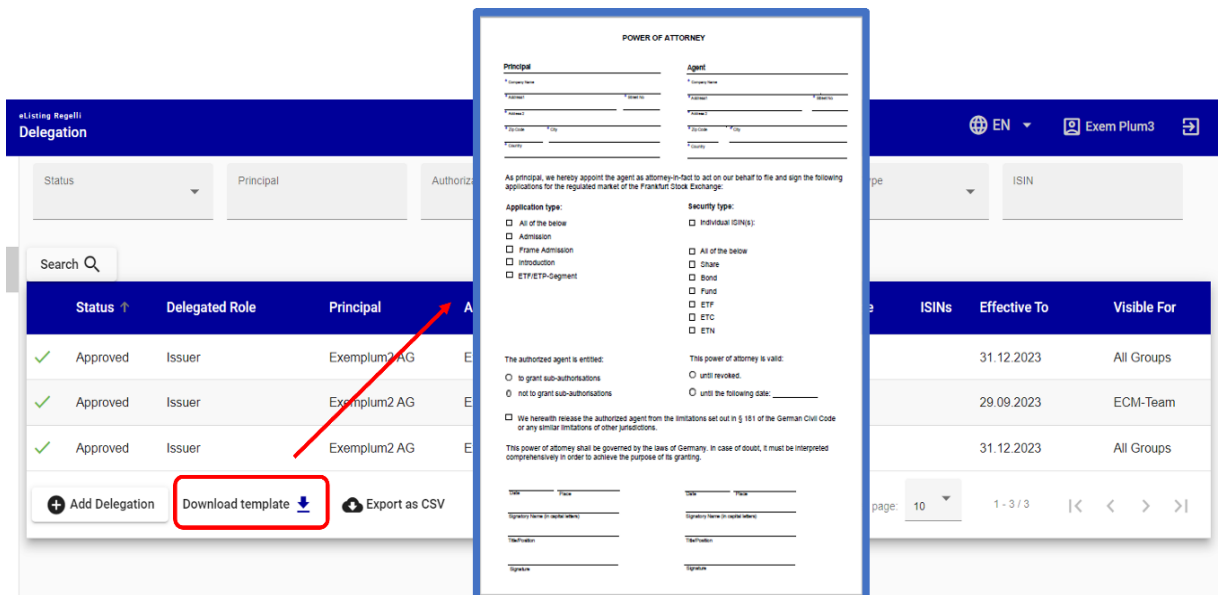 POWER OF ATTORNEY
Principal Agent
* Company Name * Company Name
* Address1 * Street No * Address1 * Street No
* Address2 * Address2
* Zip Code * City * Zip Code * City
* Country * Country
As principal, we hereby appoint the agent as attorney-in-fact to act on our behalf to file and sign the following
applications for the regulated market of the Frankfurt Stock Exchange:
Application type: Security type:
All of the below Individual ISIN(s):
Admission
Frame Admission All of the below
Introduction Share
ETF/ETP-Segment Bond
Fund
ETF
ETC
ETN
The authorized agent is entitled: This power of attorney is valid:
to grant sub-authorisations until revoked.
not to grant sub-authorisations until the following date:
We herewith release the authorized agent from the limitations set out in § 181 of the German Civil Code
or any similar limitations of other jurisdictions.
This power of attorney shall be governed by the laws of Germany. In case of doubt, it must be interpreted
comprehensively in order to achieve the purpose of its granting.
Date Place Date Place
Signatory Name (in capital letters) Signatory Name (in capital letters)
Title/Position Title/Position
Signature Signature
eListing Regelli
Delegation EN Exem Plum3
Status Principal Authoriza ype ISIN
Search
Status Delegated Role Principal A e ISINs Effective To Visible For
Approved Issuer Exemplum2 AG E 31.12.2023 All Groups
Approved Issuer Exemplum2 AG E 29.09.2023 ECM-Team
Approved Issuer Exemplum2 AG E 31.12.2023 All Groups
Add Delegation Download template Export as CSV page: 10 1 - 3 / 3